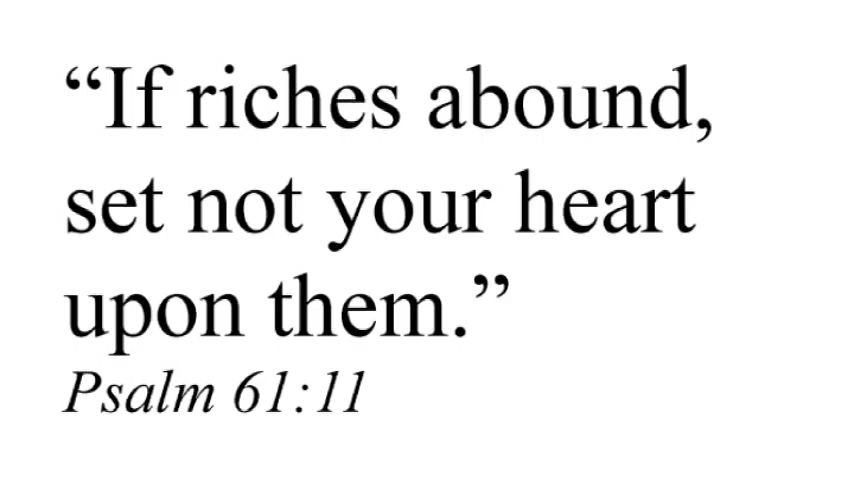 “If riches abound,
set not your heart
upon them.”
Psalm 61:11